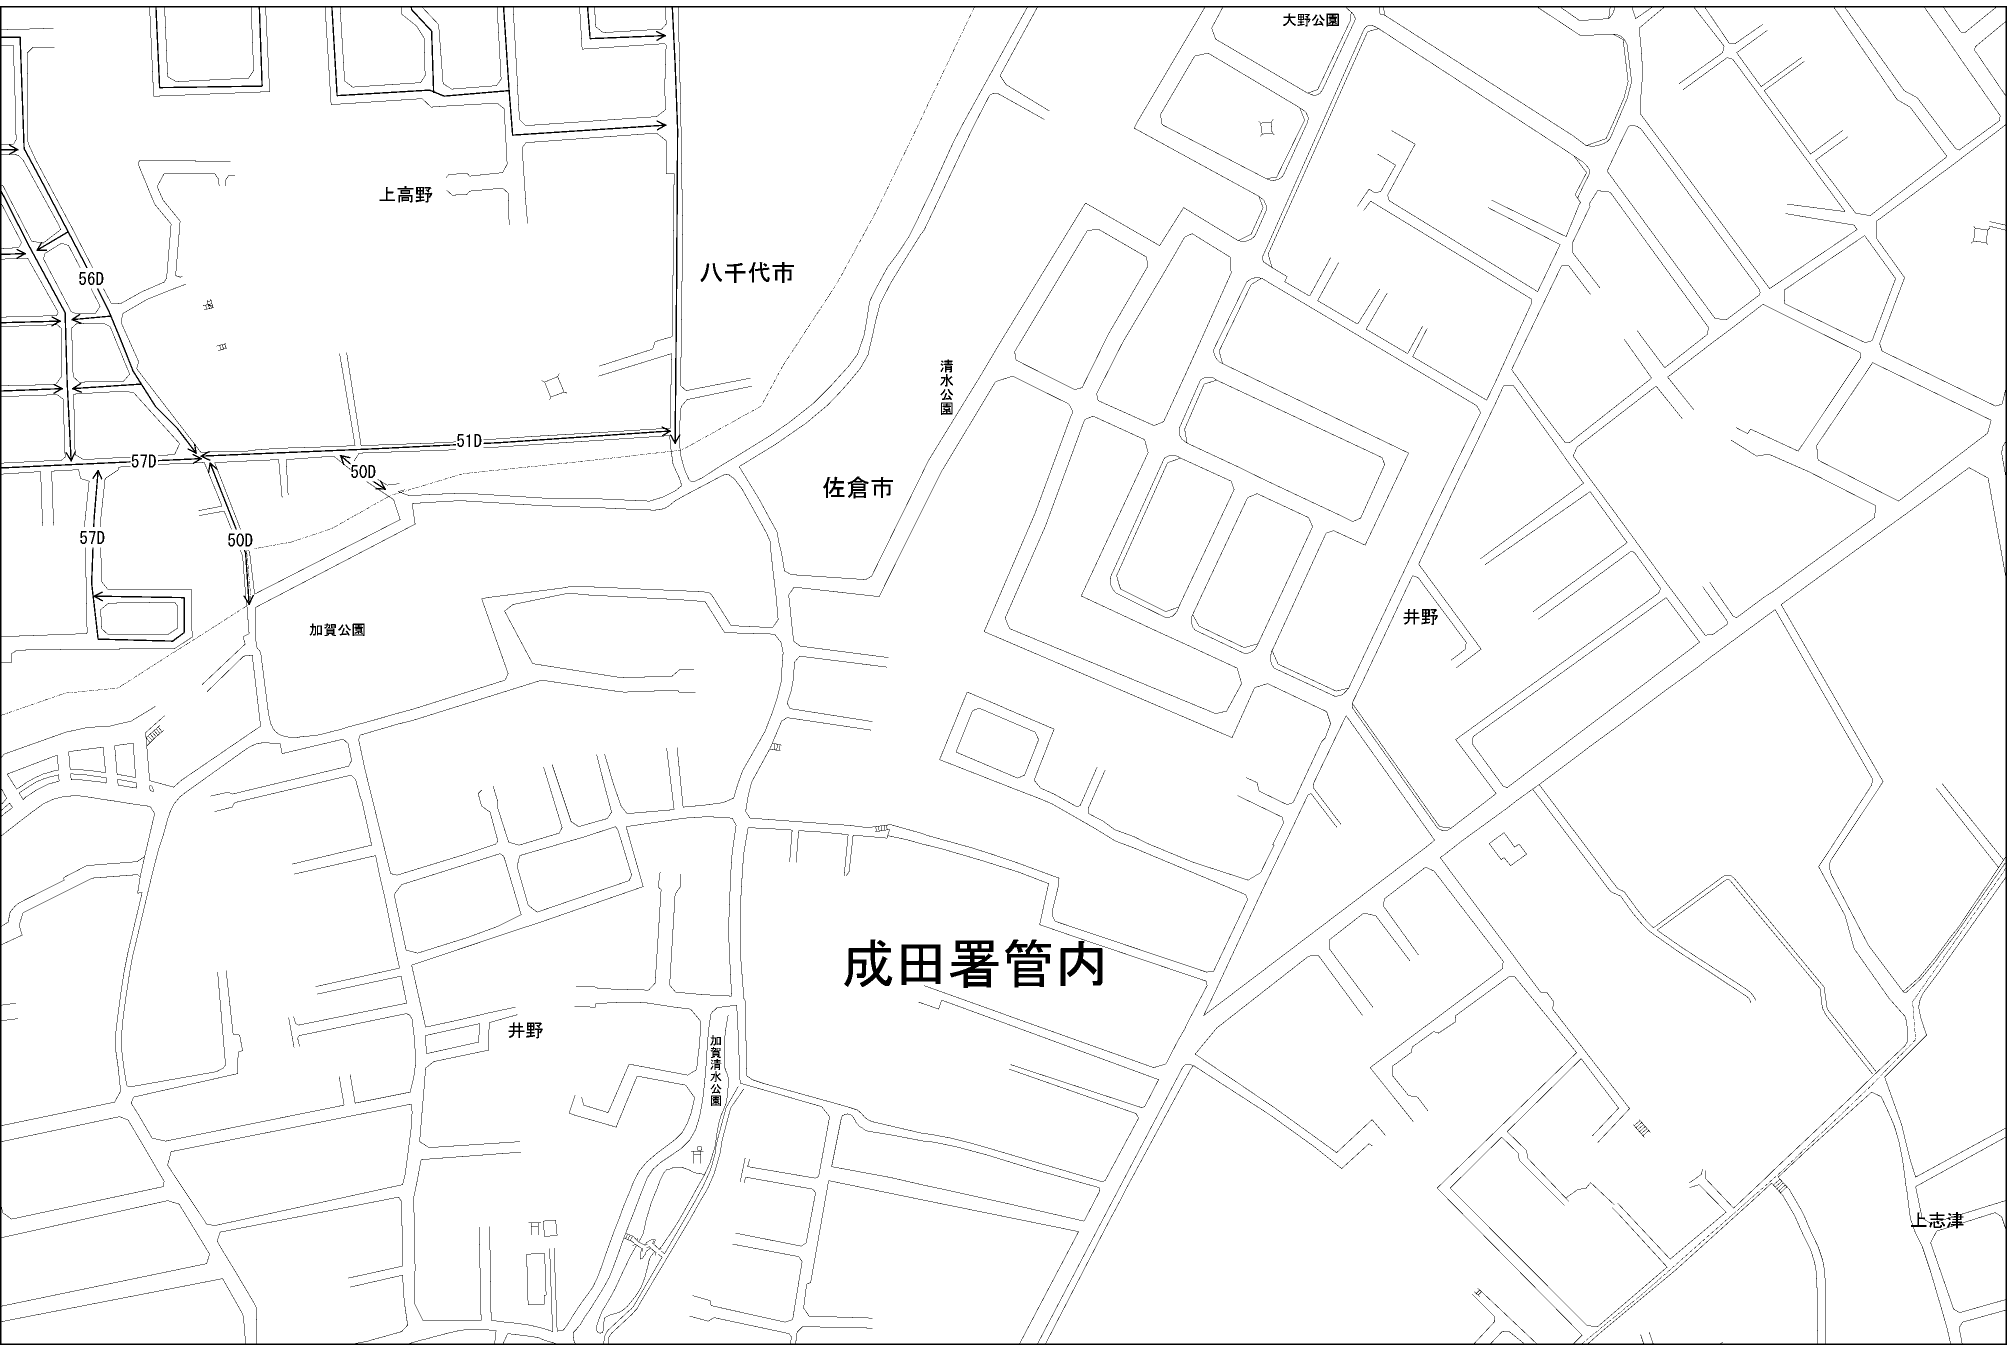 大野公園
上高野
八千代市
56D
清水公園
51D
57D
50D
佐倉市
57D
50D
井野
加賀公園
成田署管内
井野
加賀清水公園
上志津